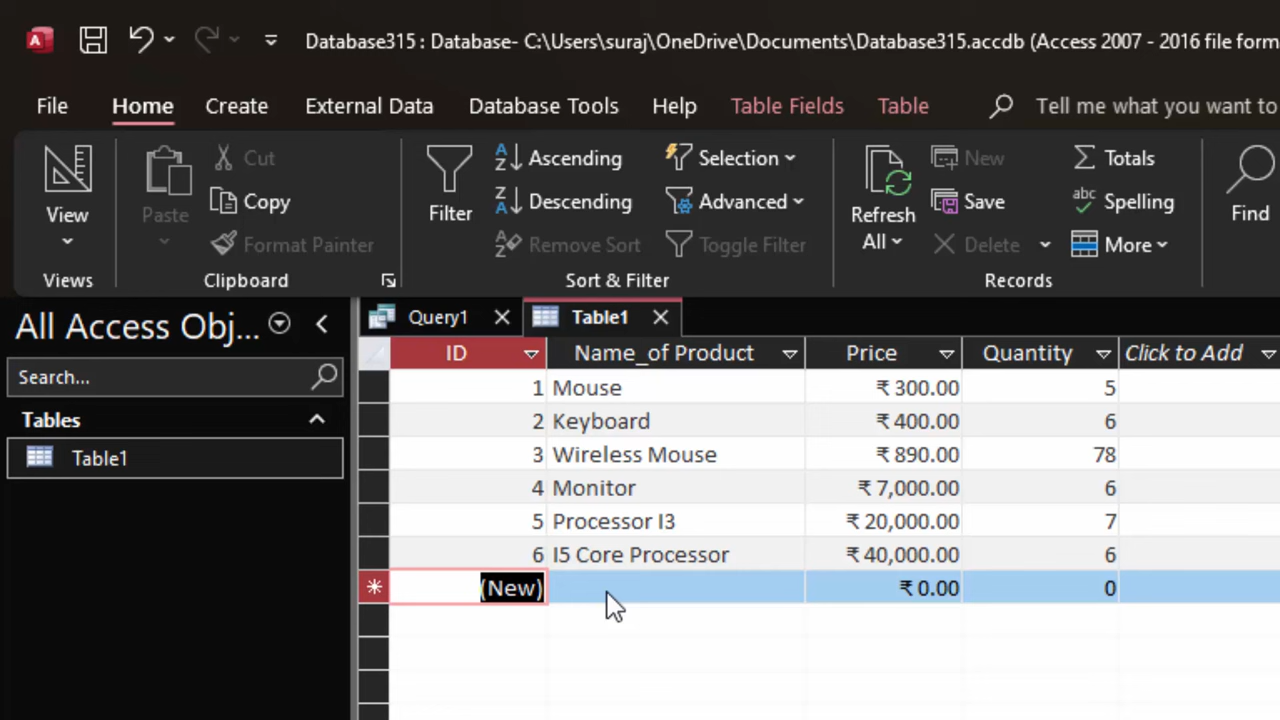 Database315 : Database- C:\Users\suraj\OneDrive\Documents\Database315.accdb (Access 2007 - 2016 file form
File Home Create External Data Database Tools Help Table Fields Table Tell me what you want to
View Paste Cut Copy Format Painter
Filter Ascending Descending Remove Sort Selection Advanced Toggle Filter
Refresh All New Save Delete Totals Spelling More Find
Views Clipboard Sort & Filter Records
All Access Obj...
Search...
Tables
Table1
Query1 Table1
ID Name_of Product Price Quantity Click to Add
1 Mouse ₹ 300.00 5
2 Keyboard ₹ 400.00 6
3 Wireless Mouse ₹ 890.00 78
4 Monitor ₹ 7,000.00 6
5 Processor I3 ₹ 20,000.00 7
6 I5 Core Processor ₹ 40,000.00 6
(New) ₹ 0.00 0